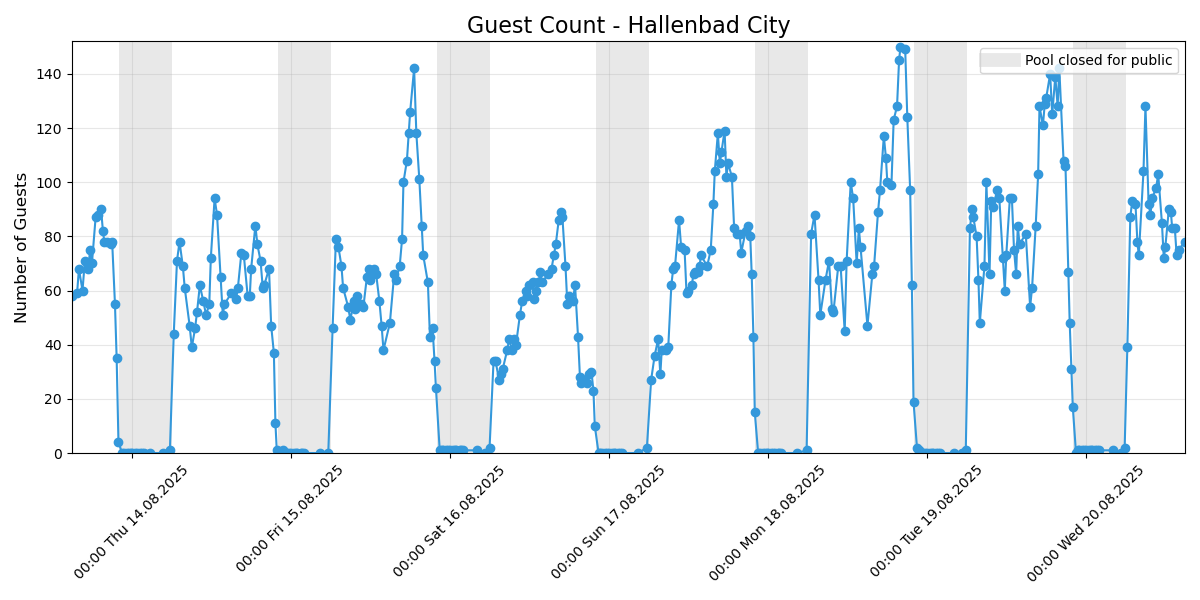 Guest Count - Hallenbad City
Pool closed for public
Number of Guests
140
120
100
80
60
40
20
0
00:00 Thu 14.08.2025
00:00 Fri 15.08.2025
00:00 Sat 16.08.2025
00:00 Sun 17.08.2025
00:00 Mon 18.08.2025
00:00 Tue 19.08.2025
00:00 Wed 20.08.2025